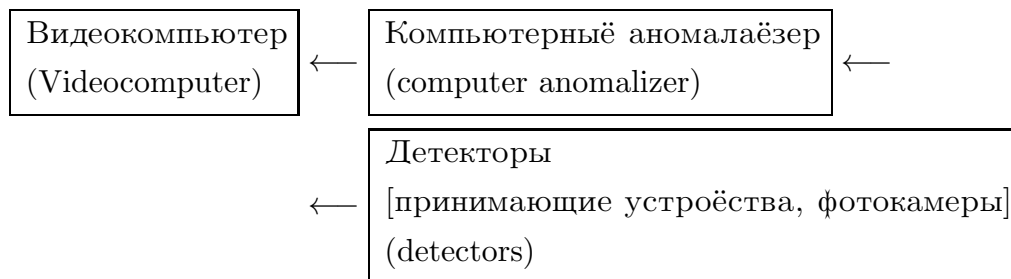 Видеокомпьютер
(Videocomputer)
Компьютерныё аномалаёзер
(computer anomalizer)
Детекторы
[принимающие устроёства, фотокамеры]
(detectors)